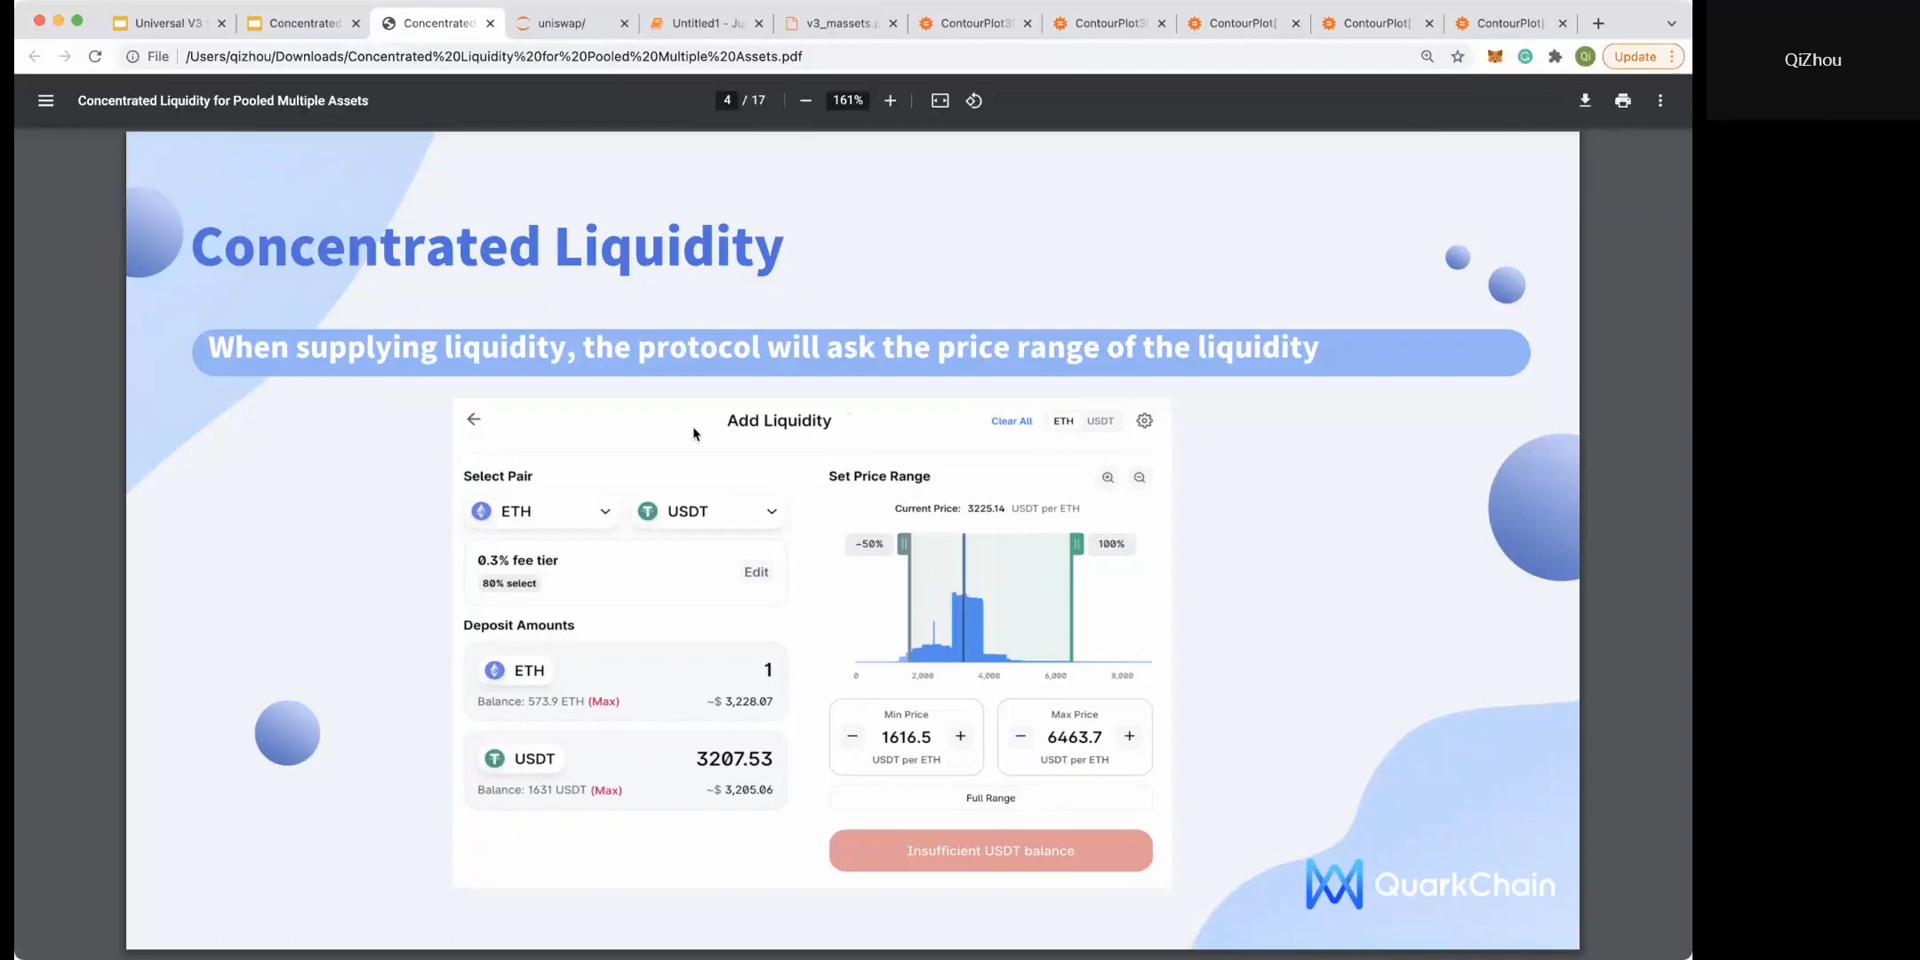 Universal V3
Concentrated
Concentrated
uniswap/
Untitled1 - Ju
v3_massets.p
ContourPlot3
ContourPlot3
ContourPlot[
ContourPlot[
ContourPlot[
File
/Users/qizhou/Downloads/Concentrated%20Liquidity%20for%20Pooled%20Multiple%20Assets.pdf
Qi
Update
QiZhou
Concentrated Liquidity for Pooled Multiple Assets
4 / 17
161%
Concentrated Liquidity
When supplying liquidity, the protocol will ask the price range of the liquidity
Add Liquidity
Clear All
ETH USDT
Select Pair
ETH
USDT
0.3% fee tier
80% select
Edit
Deposit Amounts
ETH
1
Balance: 573.9 ETH (Max)
~$ 3,228.07
USDT
3207.53
Balance: 1631 USDT (Max)
~$ 3,205.06
Set Price Range
Current Price: 3225.14 USDT per ETH
-50%
100%
0 2,000 4,000 6,000 8,000
Min Price
1616.5
USDT per ETH
Max Price
6463.7
USDT per ETH
Full Range
Insufficient USDT balance
QuarkChain